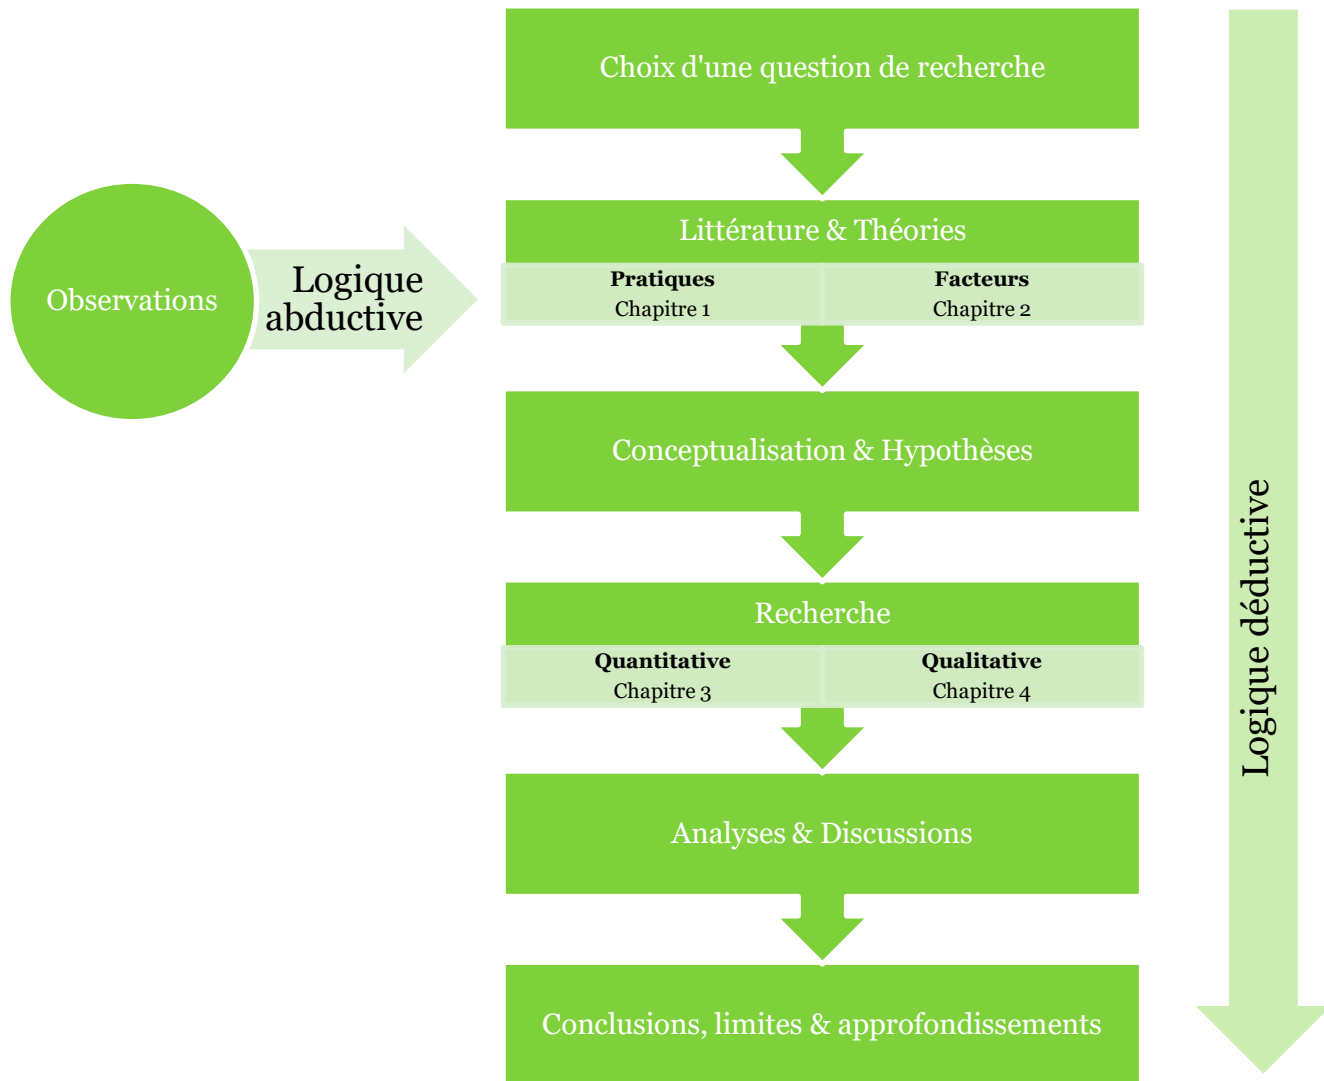 Choix d'une question de recherche
Littérature & Théories
Pratiques
Chapitre 1
Facteurs
Chapitre 2
Observations
Logique
abductive
Conceptualisation & Hypothèses
Recherche
Quantitative
Chapitre 3
Qualitative
Chapitre 4
Analyses & Discussions
Conclusions, limites & approfondissements
Logique déductive